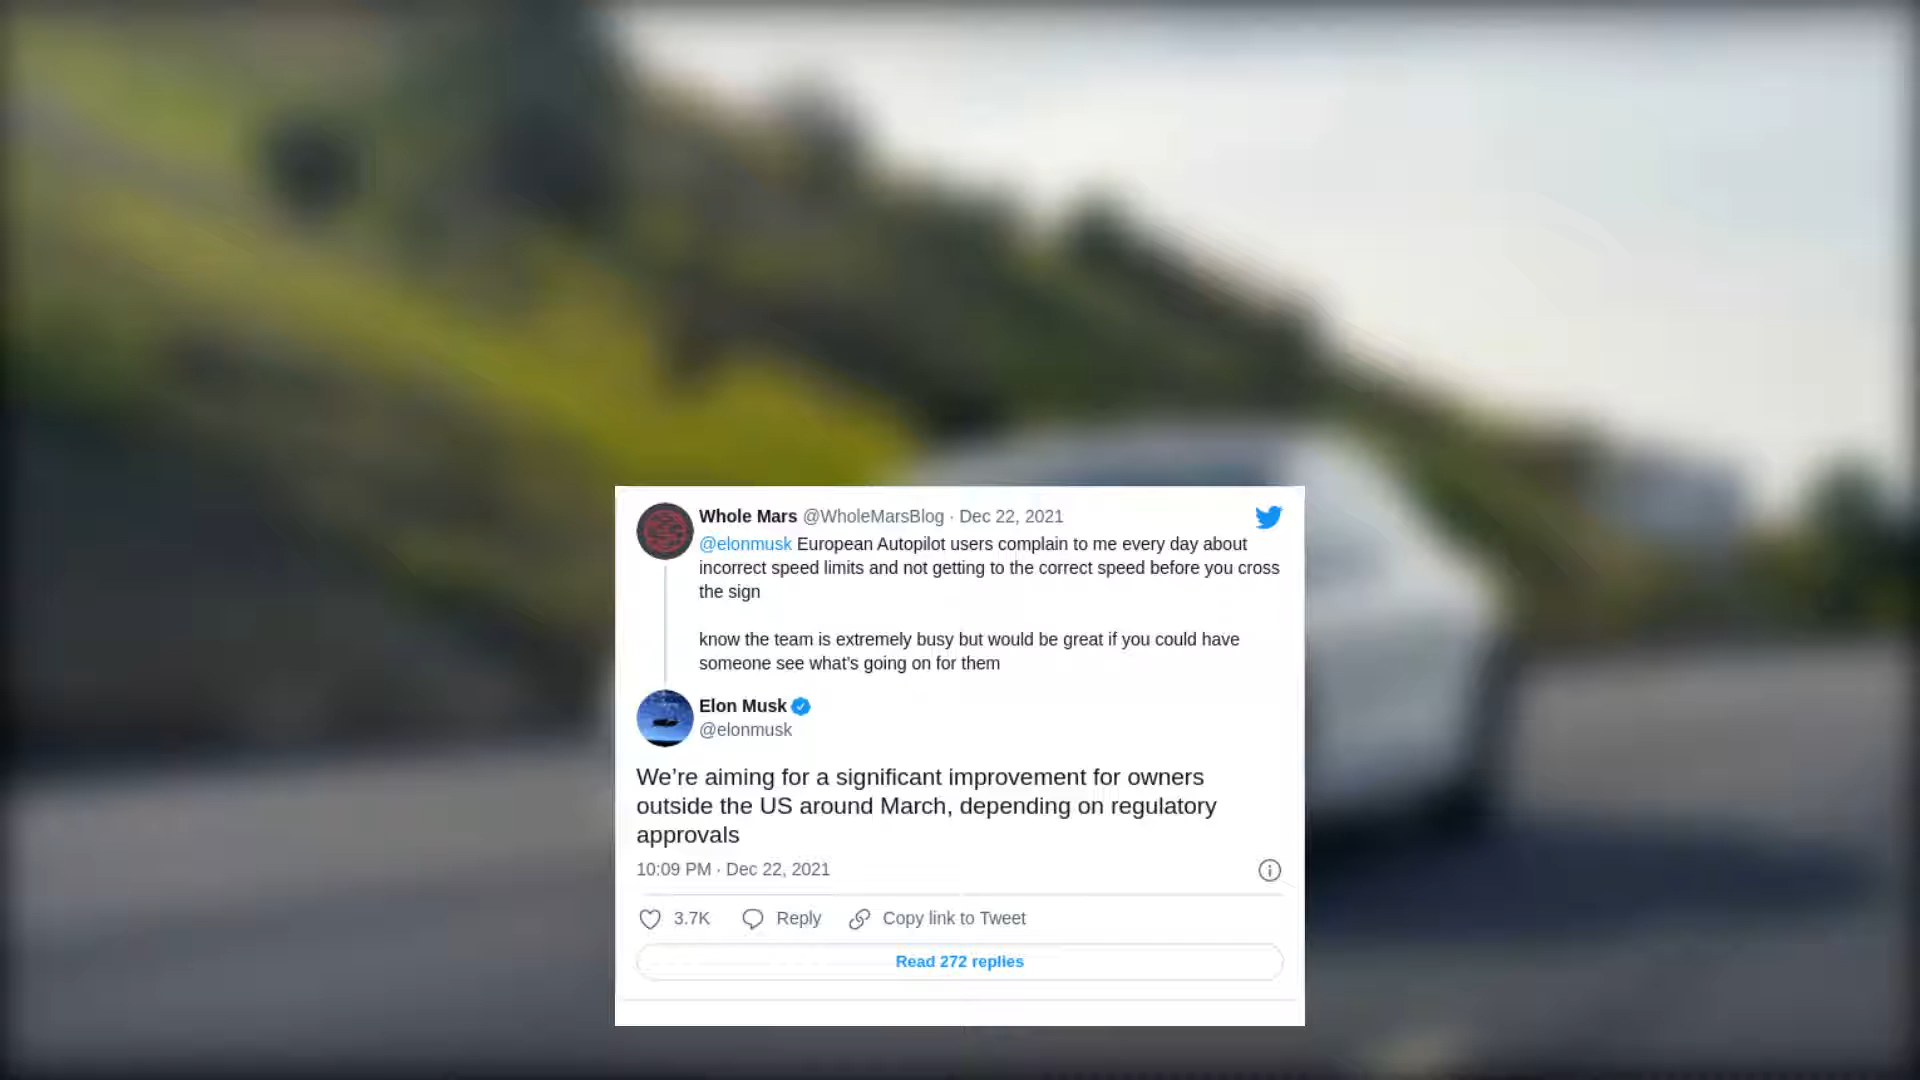 Whole Mars @WholeMarsBlog · Dec 22, 2021
@elonmusk European Autopilot users complain to me every day about
incorrect speed limits and not getting to the correct speed before you cross
the sign
know the team is extremely busy but would be great if you could have
someone see what's going on for them
Elon Musk
@elonmusk
We’re aiming for a significant improvement for owners
outside the US around March, depending on regulatory
approvals
10:09 PM · Dec 22, 2021
3.7K Reply Copy link to Tweet
Read 272 replies